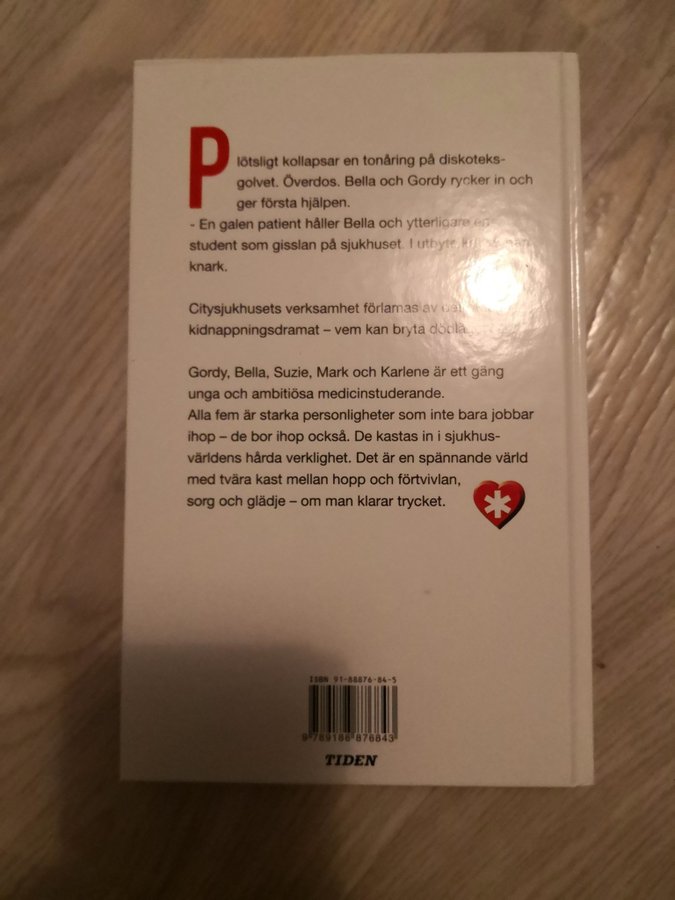 Plötsligt kollapsar en tonåring på diskoteks-
golvet. Överdos. Bella och Gordy rycker in och
ger första hjälpen.
- En galen patient håller Bella och ytterligare en
student som gisslan på sjukhuset. I utbyte
knark.
Citysjukhusets verksamhet förlamas av
kidnappningsdramat – vem kan bryta
Gordy, Bella, Suzie, Mark och Karlene är ett gäng
unga och ambitiösa medicinstuderande.
Alla fem är starka personligheter som inte bara jobbar
ihop – de bor ihop också. De kastas in i sjukhus-
världens hårda verklighet. Det är en spännande värld
med tvära kast mellan hopp och förtvivlan,
sorg och glädje – om man klarar trycket.
ISBN 91-88876-84-5
9 789188 876843
TIDEN